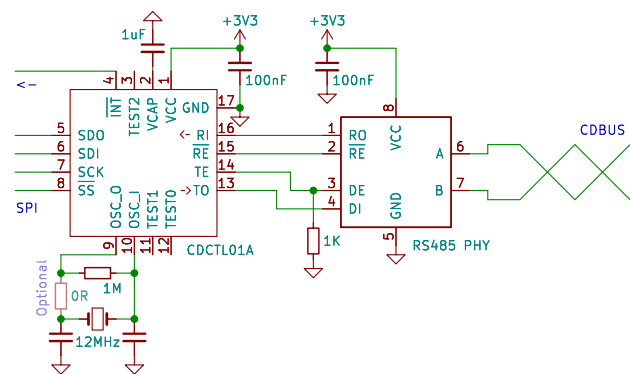 +3V3
+3V3
1uF
100nF
100nF
<-
4
3
2
1
INT
TEST2
VCAP
VCC
GND
17
8
VCC
CDBUS
5
SDO
<- RI
16
1
RO
6
SDI
RE
15
2
RE
A
6
7
SCK
TE
14
3
DE
B
7
8
SS
->TO
13
4
DI
SPI
OSC_O
OSC_I
TEST1
TEST0
GND
9
10
11
12
CDCTL01A
1K
5
RS485 PHY
Optional
1M
0R
12MHz